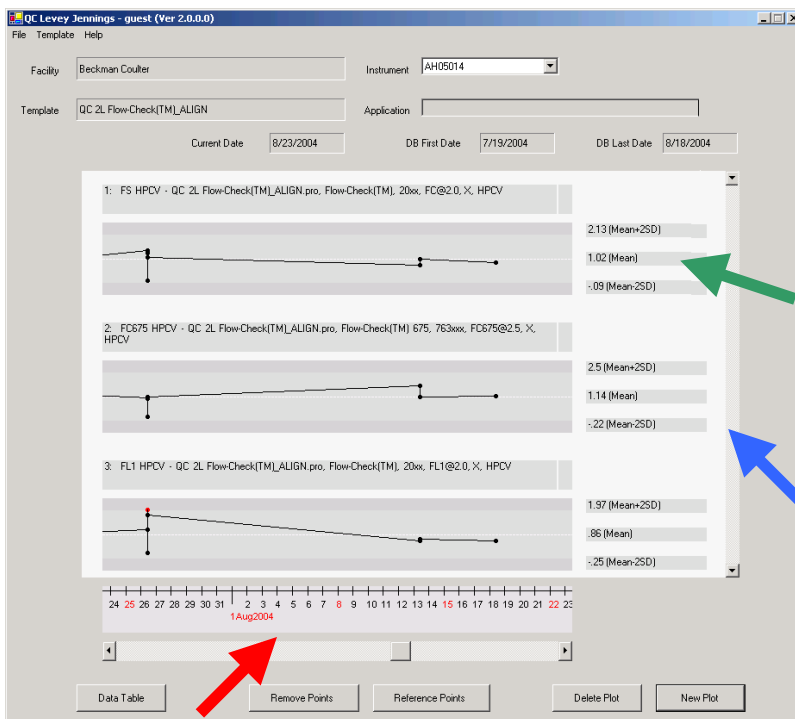 QC Levey Jennings - guest (Ver 2.0.0.0)
File Template Help
Facility Beckman Coulter Instrument AH05014
Template QC 2L Flow-Check(TM)_ALIGN Application
Current Date 8/23/2004 DB First Date 7/19/2004 DB Last Date 8/18/2004
1: FS HPCV - QC 2L Flow-Check(TM)_ALIGN.pro, Flow-Check(TM), 20xx, FC@2.0, X, HPCV
2.13 (Mean+2SD)
1.02 (Mean)
-.09 (Mean-2SD)
2: FC675 HPCV - QC 2L Flow-Check(TM)_ALIGN.pro, Flow-Check(TM) 675, 763xxx, FC675@2.5, X,
HPCV
2.5 (Mean+2SD)
1.14 (Mean)
-.22 (Mean-2SD)
3: FL1 HPCV - QC 2L Flow-Check(TM)_ALIGN.pro, Flow-Check(TM), 20xx, FL1@2.0, X, HPCV
1.97 (Mean+2SD)
.86 (Mean)
-.25 (Mean-2SD)
24 25 26 27 28 29 30 31 2 3 4 5 6 7 8 9 10 11 12 13 14 15 16 17 18 19 20 21 22 23
1Aug2004
Data Table Remove Points Reference Points Delete Plot New Plot